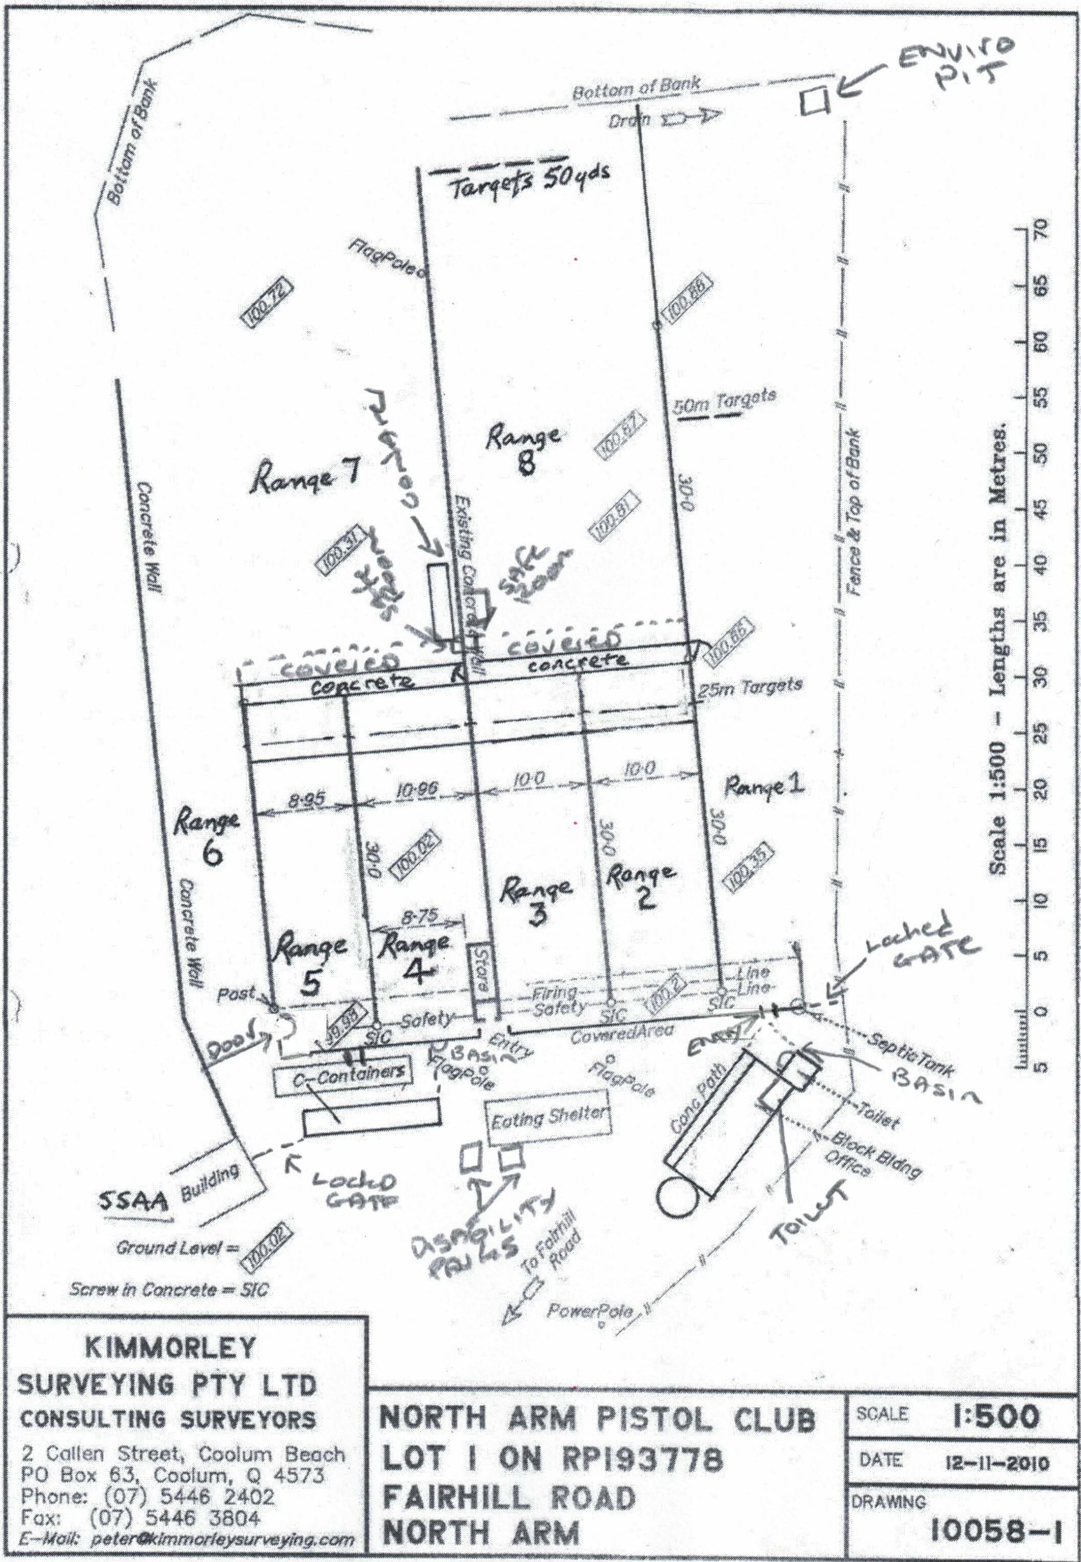 ENVIRO
PIT
Bottom of Bank
Bottom of Bank
Drain
Targets 50yds
FlagPole
100.72
100.86
50m Targets
Range 7
Range
8
100.67
30·0
Concrete Wall
Existing Concrete Wall
Fence & Top of Bank
100.81
100.37
SAFE
ROOM
covered
covered
concrete
concrete
100.65
25m Targets
8·95
10·96
10·0
10·0
Range 1
Range
6
30·0
100.02
30·0
30·0
100.35
Range
3
Range
2
8·75
Range
5
Range
4
Store
Concrete Wall
Locked
GATE
Post
99.98
SIC
Safety
Firing
Safety
Line
Line
100.2
SIC
SIC
Door
Entry
Covered Area
ENTRY
BASIN
FlagPole
FlagPole
C-Containers
Eating Shelter
Conc Path
Septic Tank
BASIN
Toilet
Block Bldng
Office
TOILET
SSAA
Building
LOCKD
GATE
DISABILITY
PARKS
To Fairhill
Road
PowerPole
Ground Level = 100.02
Screw in Concrete = SIC
Scale 1:500 - Lengths are in Metres.
5 0 5 10 15 20 25 30 35 40 45 50 55 60 65 70
KIMMORLEY
SURVEYING PTY LTD
CONSULTING SURVEYORS
2 Callen Street, Coolum Beach
PO Box 63, Coolum, Q 4573
Phone: (07) 5446 2402
Fax: (07) 5446 3804
E-Mail: peter@kimmorleysurveying.com
NORTH ARM PISTOL CLUB
LOT 1 ON RP193778
FAIRHILL ROAD
NORTH ARM
SCALE 1:500
DATE 12-11-2010
DRAWING
10058-1